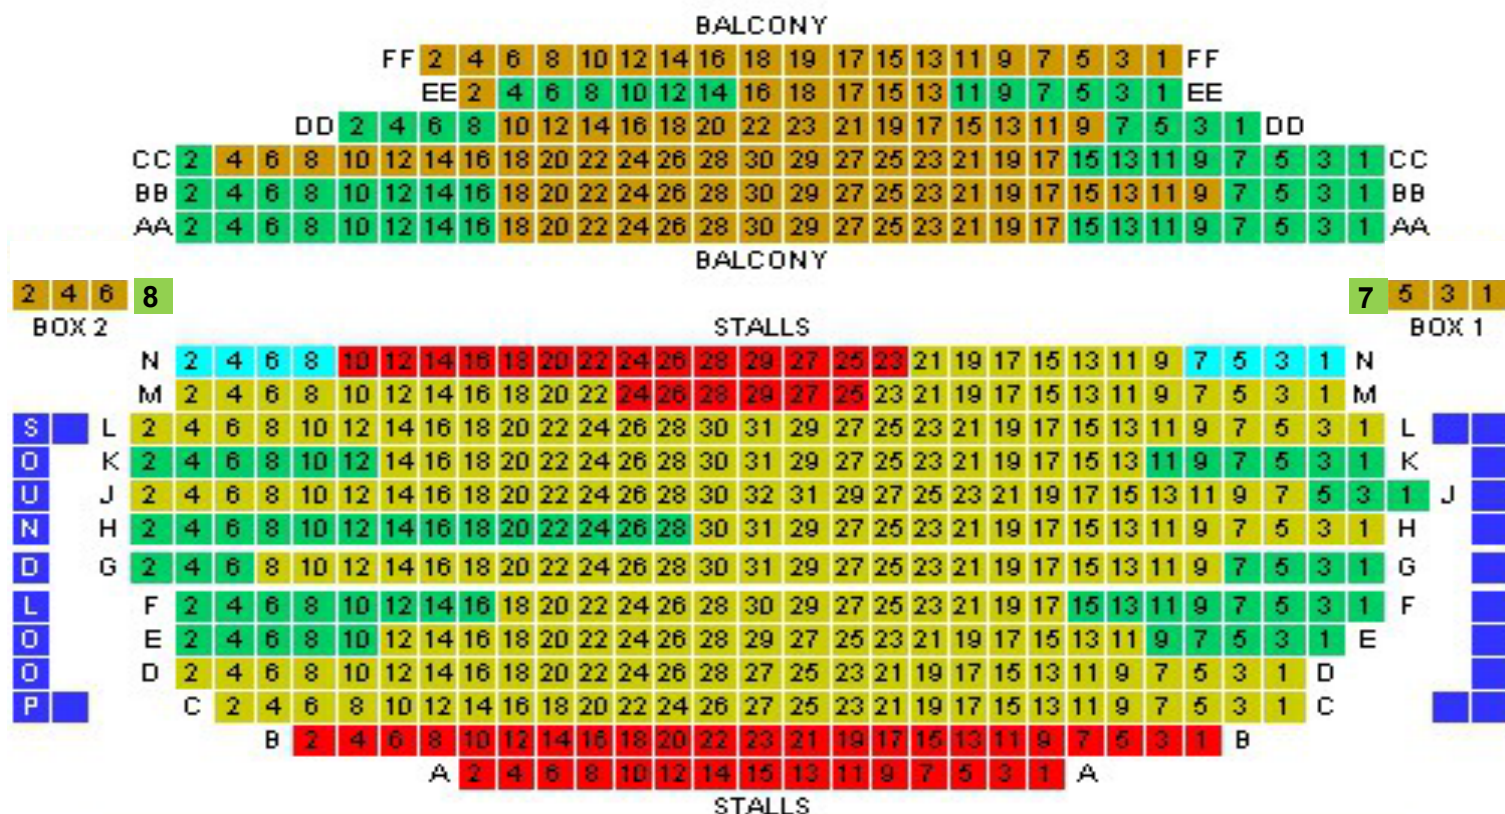 BALCONY
FF 2 4 6 8 10 12 14 16 18 19 17 15 13 11 9 7 5 3 1 FF
EE 2 4 6 8 10 12 14 16 18 17 15 13 11 9 7 5 3 1 EE
DD 2 4 6 8 10 12 14 16 18 20 22 23 21 19 17 15 13 11 9 7 5 3 1 DD
CC 2 4 6 8 10 12 14 16 18 20 22 24 26 28 30 29 27 25 23 21 19 17 15 13 11 9 7 5 3 1 CC
BB 2 4 6 8 10 12 14 16 18 20 22 24 26 28 30 29 27 25 23 21 19 17 15 13 11 9 7 5 3 1 BB
AA 2 4 6 8 10 12 14 16 18 20 22 24 26 28 30 29 27 25 23 21 19 17 15 13 11 9 7 5 3 1 AA
BALCONY
2 4 6 8 7 5 3 1
BOX 2 STALLS BOX 1
N 2 4 6 8 10 12 14 16 18 20 22 24 26 28 29 27 25 23 21 19 17 15 13 11 9 7 5 3 1 N
M 2 4 6 8 10 12 14 16 18 20 22 24 26 28 29 27 25 23 21 19 17 15 13 11 9 7 5 3 1 M
S L 2 4 6 8 10 12 14 16 18 20 22 24 26 28 30 31 29 27 25 23 21 19 17 15 13 11 9 7 5 3 1 L
O K 2 4 6 8 10 12 14 16 18 20 22 24 26 28 30 31 29 27 25 23 21 19 17 15 13 11 9 7 5 3 1 K
U J 2 4 6 8 10 12 14 16 18 20 22 24 26 28 30 32 31 29 27 25 23 21 19 17 15 13 11 9 7 5 3 1 J
N H 2 4 6 8 10 12 14 16 18 20 22 24 26 28 30 31 29 27 25 23 21 19 17 15 13 11 9 7 5 3 1 H
D G 2 4 6 8 10 12 14 16 18 20 22 24 26 28 30 31 29 27 25 23 21 19 17 15 13 11 9 7 5 3 1 G
L F 2 4 6 8 10 12 14 16 18 20 22 24 26 28 30 29 27 25 23 21 19 17 15 13 11 9 7 5 3 1 F
O E 2 4 6 8 10 12 14 16 18 20 22 24 26 28 29 27 25 23 21 19 17 15 13 11 9 7 5 3 1 E
O D 2 4 6 8 10 12 14 16 18 20 22 24 26 28 27 25 23 21 19 17 15 13 11 9 7 5 3 1 D
P C 2 4 6 8 10 12 14 16 18 20 22 24 26 27 25 23 21 19 17 15 13 11 9 7 5 3 1 C
B 2 4 6 8 10 12 14 16 18 20 22 23 21 19 17 15 13 11 9 7 5 3 1 B
A 2 4 6 8 10 12 14 15 13 11 9 7 5 3 1 A
STALLS